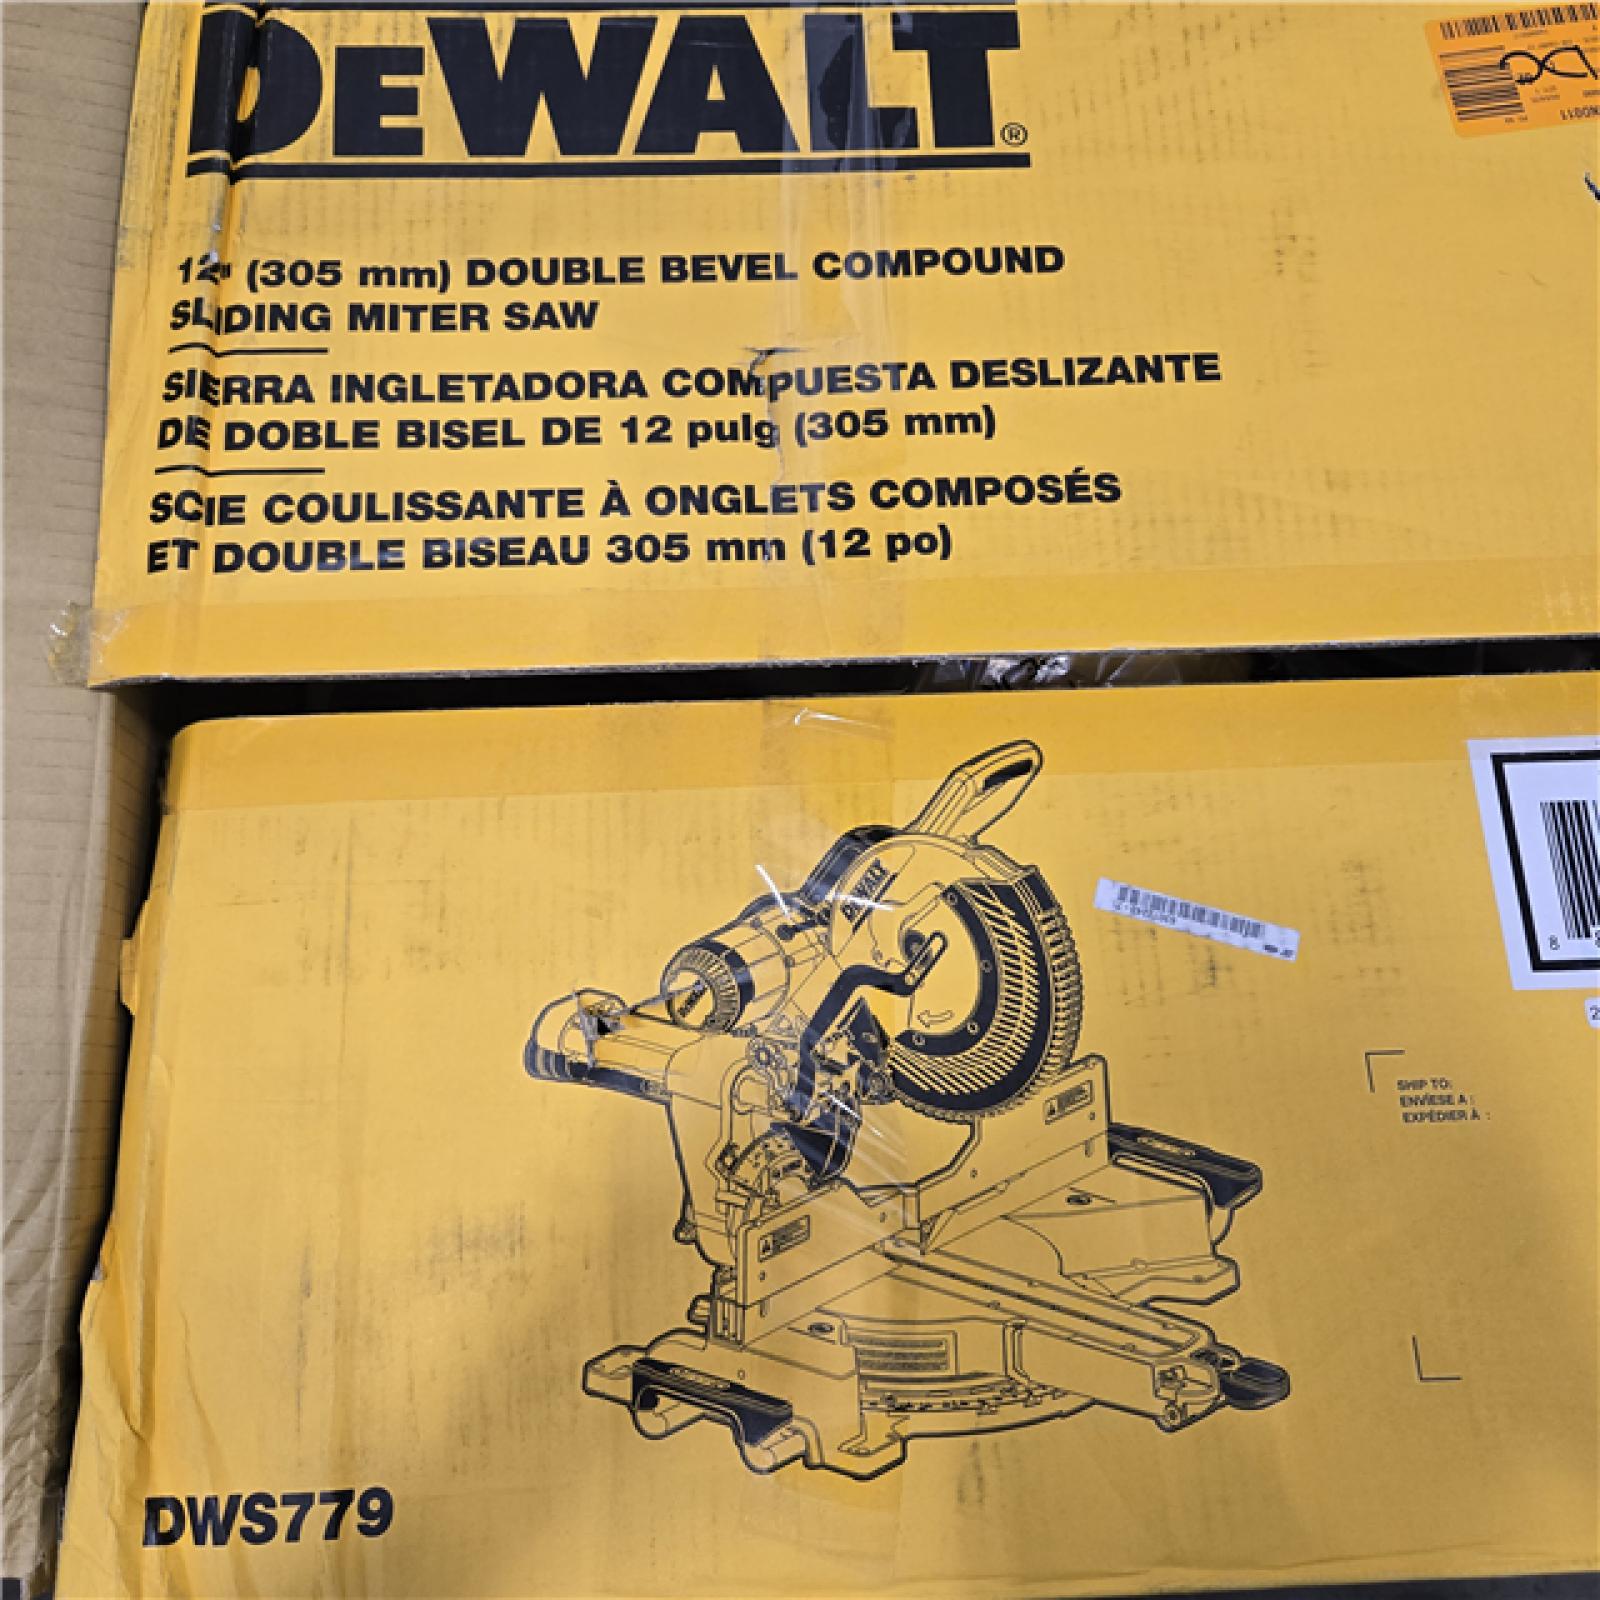 DEWALT®
12" (305 mm) DOUBLE BEVEL COMPOUND
SLIDING MITER SAW
SIERRA INGLETADORA COMPUESTA DESLIZANTE
DE DOBLE BISEL DE 12 pulg (305 mm)
SCIE COULISSANTE À ONGLETS COMPOSÉS
ET DOUBLE BISEAU 305 mm (12 po)
DEWALT
8
SHIP TO:
ENVÍESE A :
EXPÉDIER À :
DWS779